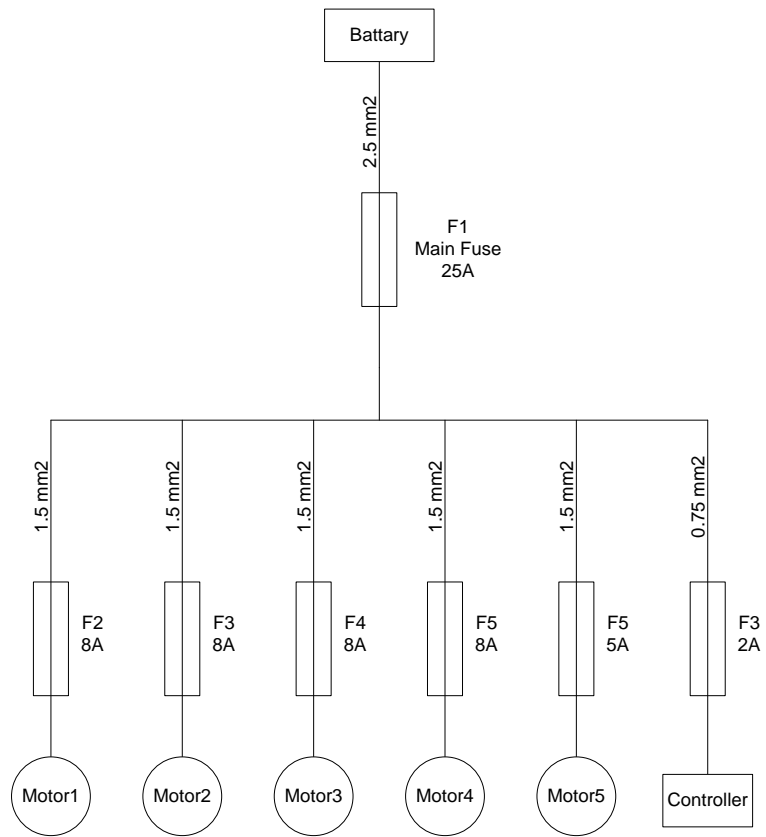 Battary
2.5 mm2
F1
Main Fuse
25A
1.5 mm2
1.5 mm2
1.5 mm2
1.5 mm2
1.5 mm2
0.75 mm2
F2
8A
F3
8A
F4
8A
F5
8A
F5
5A
F3
2A
Motor1
Motor2
Motor3
Motor4
Motor5
Controller